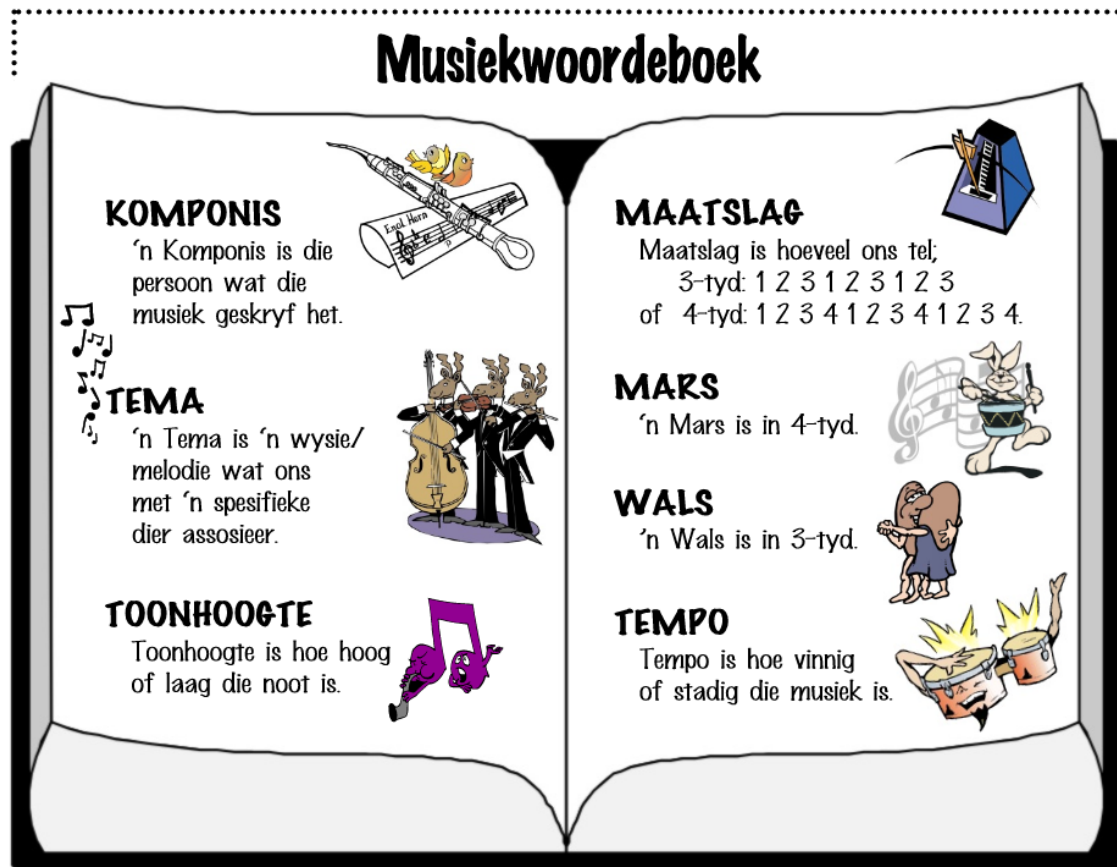 Musiekwoordeboek
KOMPONIS
‘n Komponis is die
persoon wat die
musiek geskryf het.
TEMA
‘n Tema is ‘n wysie/
melodie wat ons
met ‘n spesifieke
dier assosieer.
TOONHOOGTE
Toonhoogte is hoe hoog
of laag die noot is.
Engl. Horn
MAATSLAG
Maatslag is hoeveel ons tel;
3-tyd: 1 2 3 1 2 3 1 2 3
of 4-tyd: 1 2 3 4 1 2 3 4 1 2 3 4.
MARS
‘n Mars is in 4-tyd.
WALS
‘n Wals is in 3-tyd.
TEMPO
Tempo is hoe vinnig
of stadig die musiek is.